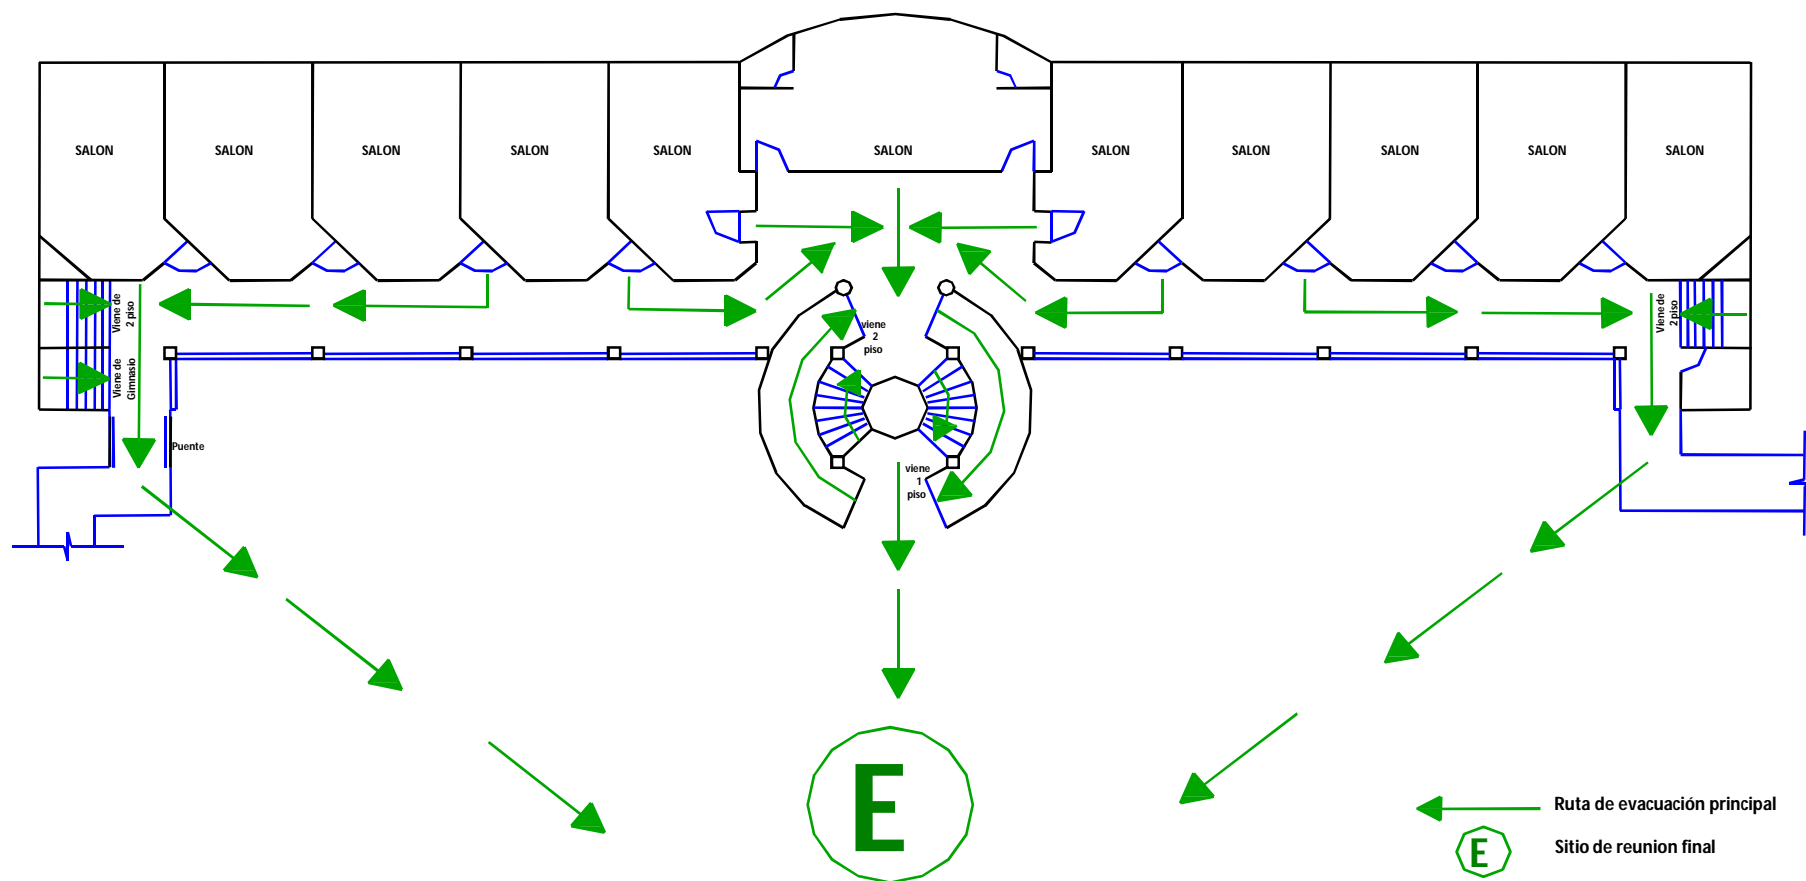 SALON
SALON
SALON
SALON
SALON
SALON
SALON
SALON
SALON
SALON
SALON
Viene de
2 piso
Viene de
Gimnasio
Puente
viene
2
piso
viene
1
piso
Viene de
2 piso
E
Ruta de evacuación principal
E
Sitio de reunion final